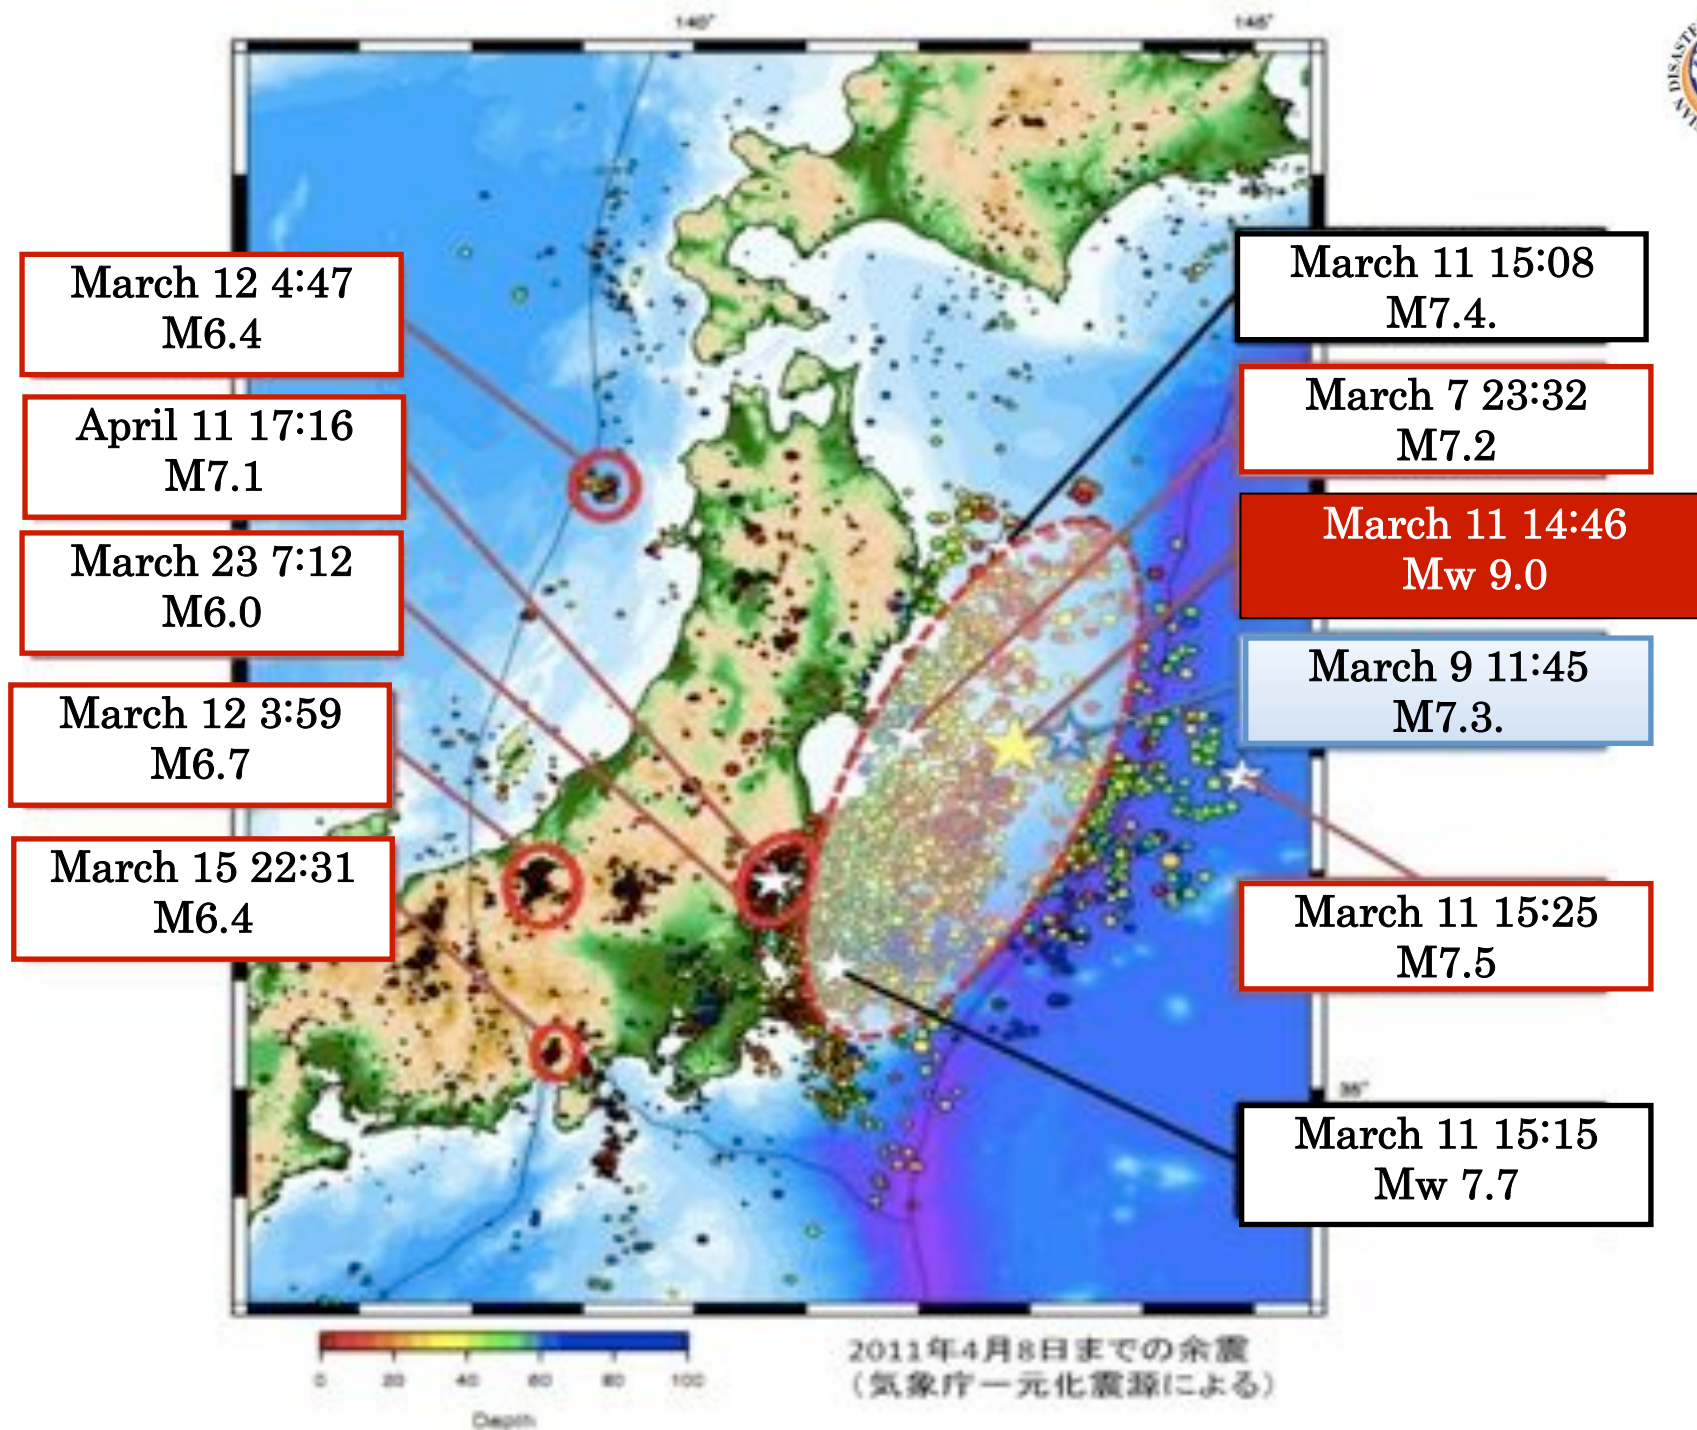 140°
145°
VIAN DISASTE
March 12 4:47
M6.4
April 11 17:16
M7.1
March 23 7:12
M6.0
March 12 3:59
M6.7
March 15 22:31
M6.4
March 11 15:08
M7.4.
March 7 23:32
M7.2
March 11 14:46
Mw 9.0
March 9 11:45
M7.3.
March 11 15:25
M7.5
35°
March 11 15:15
Mw 7.7
0 20 40 60 80 100
Depth
2011年4月8日までの余震
(気象庁一元化震源による)